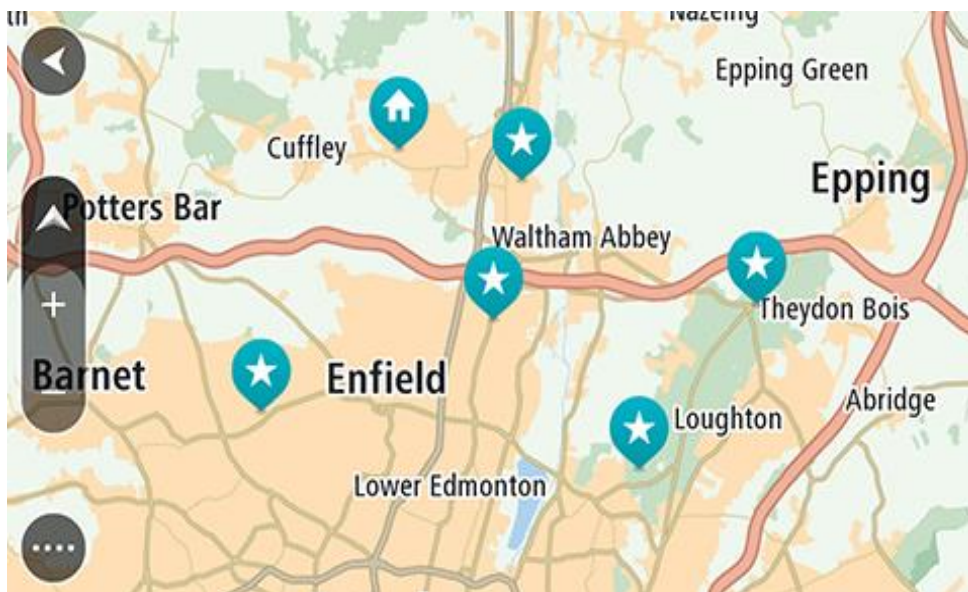 Nazeing
Epping Green
Cuffley
Epping
Potters Bar
Waltham Abbey
Theydon Bois
Barnet
Enfield
Abridge
Loughton
Lower Edmonton